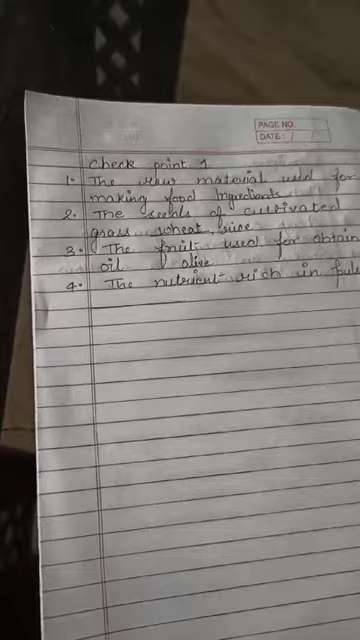 PAGE NO.
DATE:
Check point 1
1. The raw material used for
making food Ingredients
2. The seeds of cultivated
grass wheat, rice
3. The fruit used for obtain
oil olive
4. The nutrient rich in pul